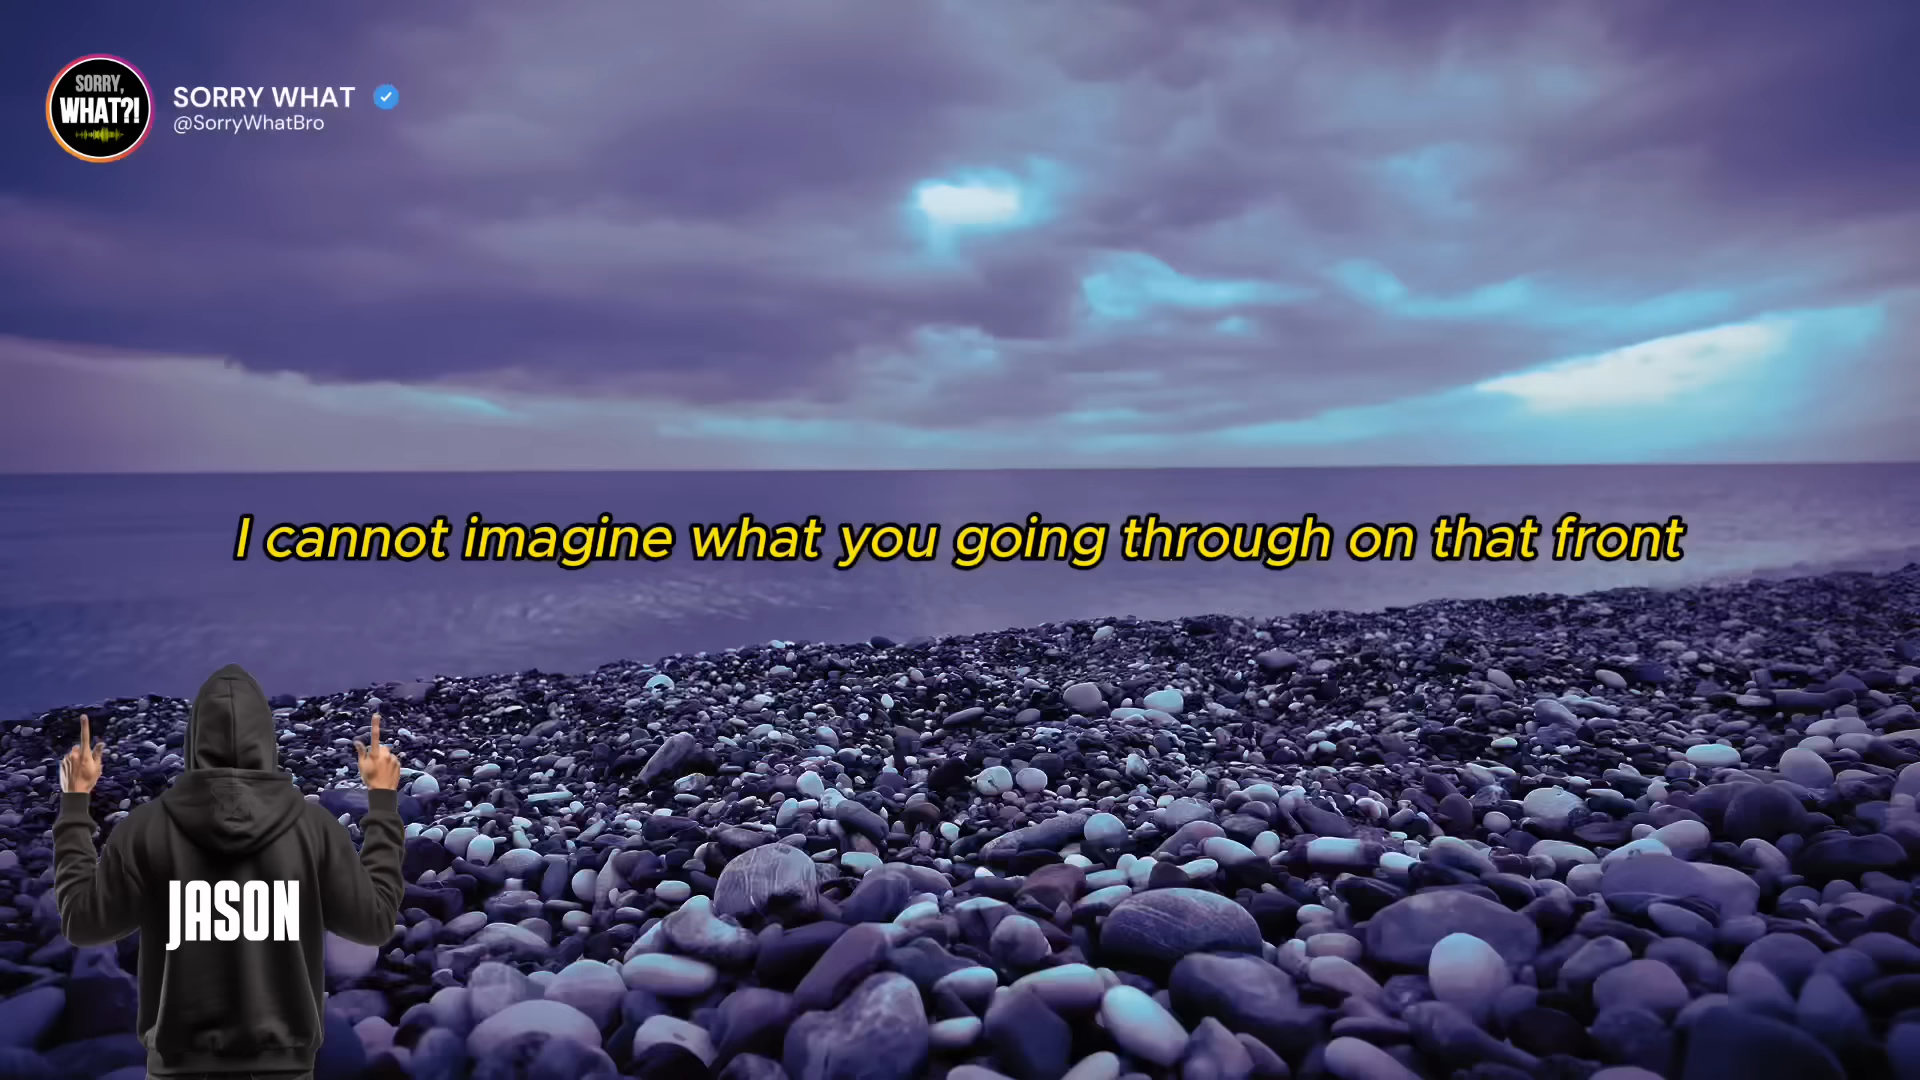 SORRY,
WHAT?!
SORRY WHAT
@SorryWhatBro
I cannot imagine what you going through on that front
JASON